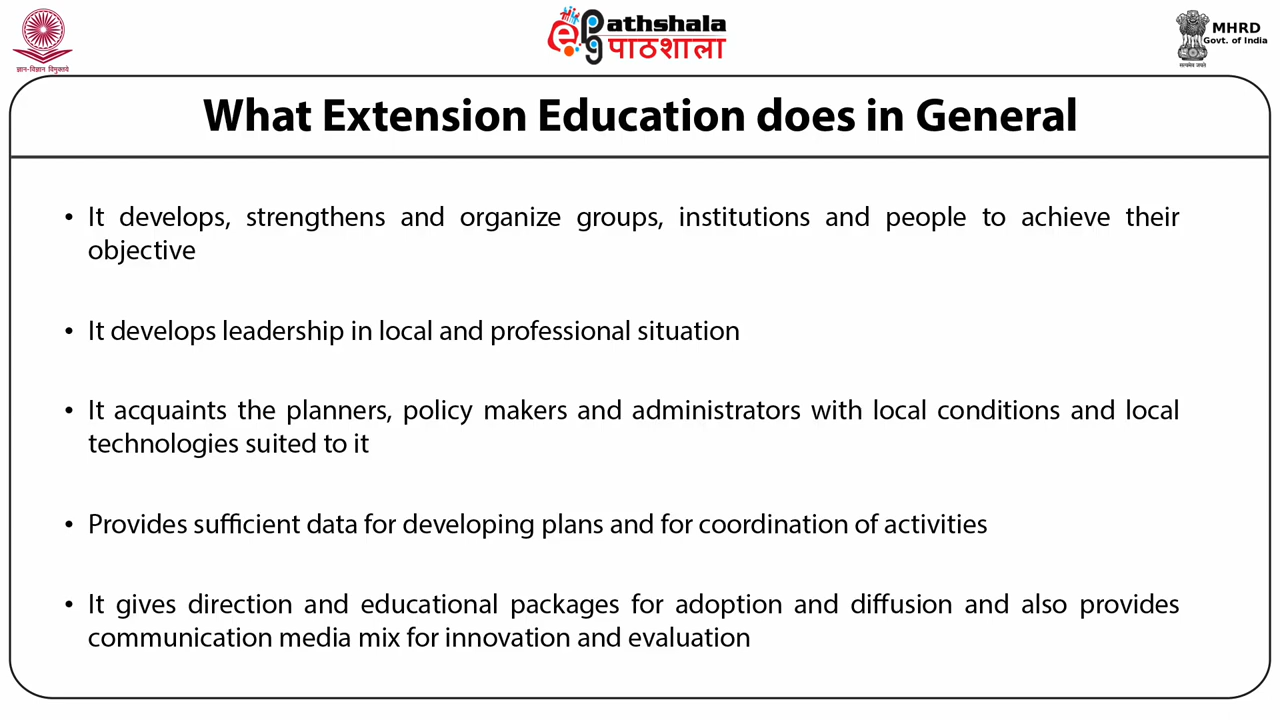 ज्ञान-विज्ञान विमुक्तये
ePathshala
पाठशाला
MHRD
Govt. of India
सत्यमेव जयते
What Extension Education does in General
• It develops, strengthens and organize groups, institutions and people to achieve their
objective
• It develops leadership in local and professional situation
• It acquaints the planners, policy makers and administrators with local conditions and local
technologies suited to it
• Provides sufficient data for developing plans and for coordination of activities
• It gives direction and educational packages for adoption and diffusion and also provides
communication media mix for innovation and evaluation